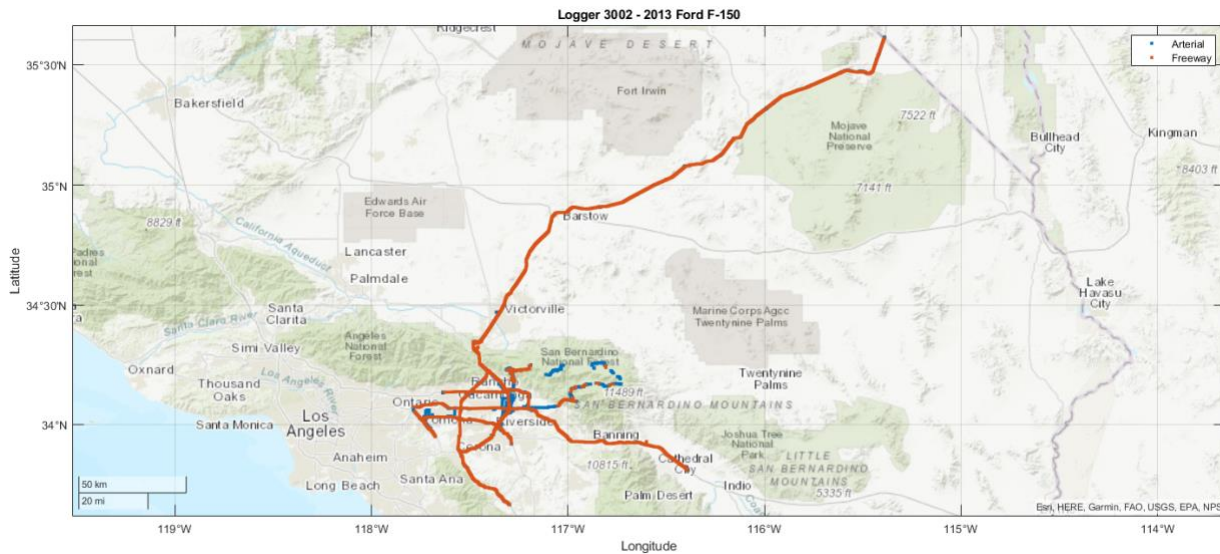 Logger 3002 - 2013 Ford F-150
Ridgecrest
MOJAVE DESERT
Arterial
Freeway
35°30'N
Bakersfield
Fort Irwin
7522 ft
Mojave
National
Preserve
Bullhead
City
Kingman
8403 ft
35°N
7141 ft
Edwards Air
Force Base
Barstow
8829 ft
California Aqueduct
Lancaster
Palmdale
Latitude
34°30'N
Victorville
Lake
Havasu
City
Santa
Clarita
Santa Clara River
Marine Corps Agcc
Twentynine Palms
Angeles
National
Forest
Simi Valley
San Bernardino
National Forest
Oxnard
Thousand
Oaks
Los Angeles River
Twentynine
Palms
Ontario
11489 ft
SAN BERNARDINO MOUNTAINS
Los
Angeles
Santa Monica
34°N
Riverside
Banning
Joshua Tree
National
Park
Anaheim
Corona
Cathedral
City
LITTLE
SAN BERNARDINO
MOUNTAINS
50 km
20 mi
Long Beach
Santa Ana
10815 ft
Indio
5335 ft
Palm Desert
Esri, HERE, Garmin, FAO, USGS, EPA, NPS
119°W
118°W
117°W
116°W
115°W
114°W
Longitude